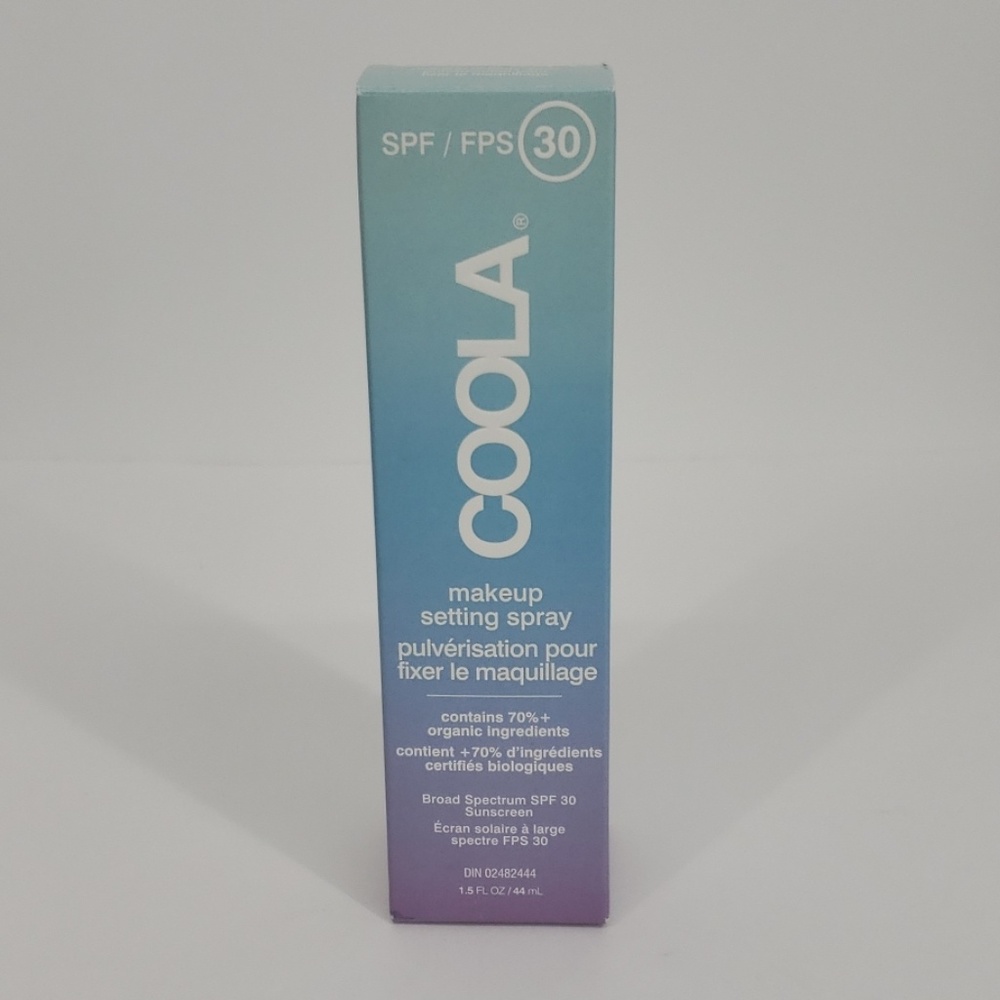 SPF / FPS 30
COOLA®
makeup
setting spray
pulvérisation pour
fixer le maquillage
contains 70%+
organic ingredients
contient +70% d'ingrédients
certifiés biologiques
Broad Spectrum SPF 30
Sunscreen
Écran solaire à large
spectre FPS 30
DIN 02482444
1.5 FL OZ / 44 mL